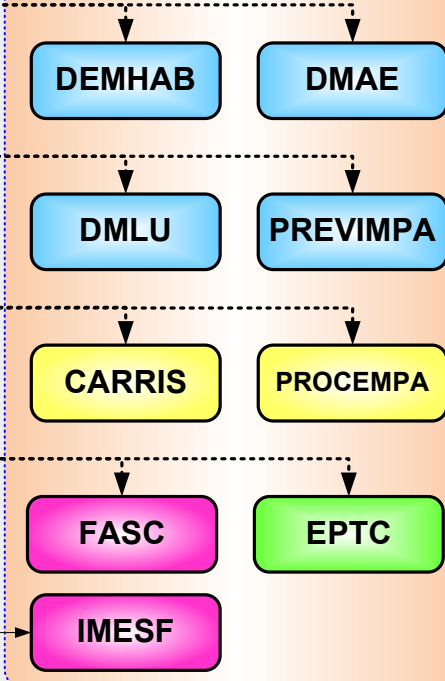 DEMHAB DMAE
DMLU PREVIMPA
CARRIS PROCEMPA
FASC EPTC
IMESF